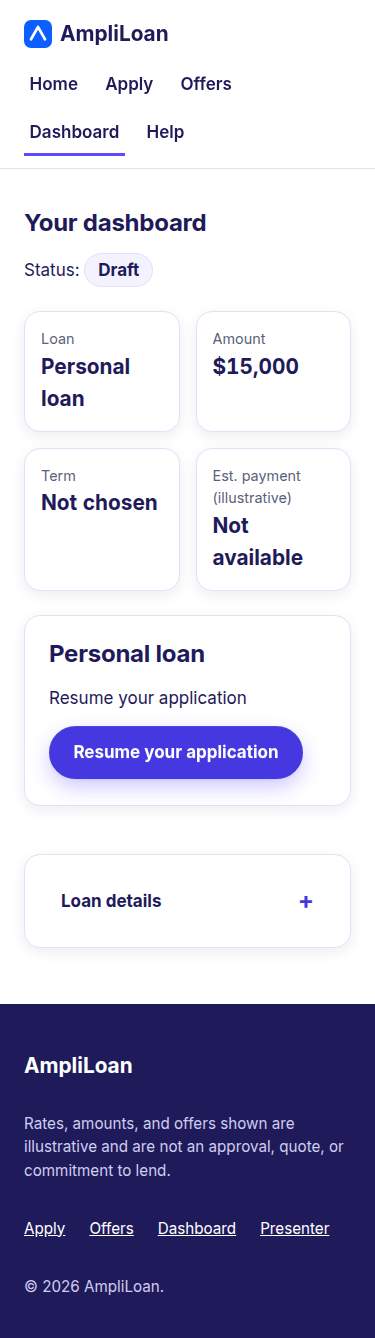 AmpliLoan
Home Apply Offers
Dashboard Help
Your dashboard
Status: Draft
Loan
Personal
loan
Amount
$15,000
Term
Not chosen
Est. payment
(illustrative)
Not
available
Personal loan
Resume your application
Resume your application
Loan details +
AmpliLoan
Rates, amounts, and offers shown are
illustrative and are not an approval, quote, or
commitment to lend.
Apply Offers Dashboard Presenter
© 2026 AmpliLoan.